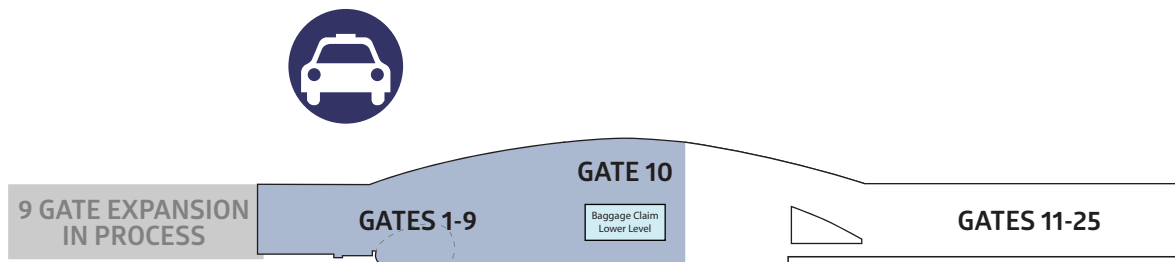 GATE 10
9 GATE EXPANSION
IN PROCESS
GATES 1-9
Baggage Claim
Lower Level
GATES 11-25